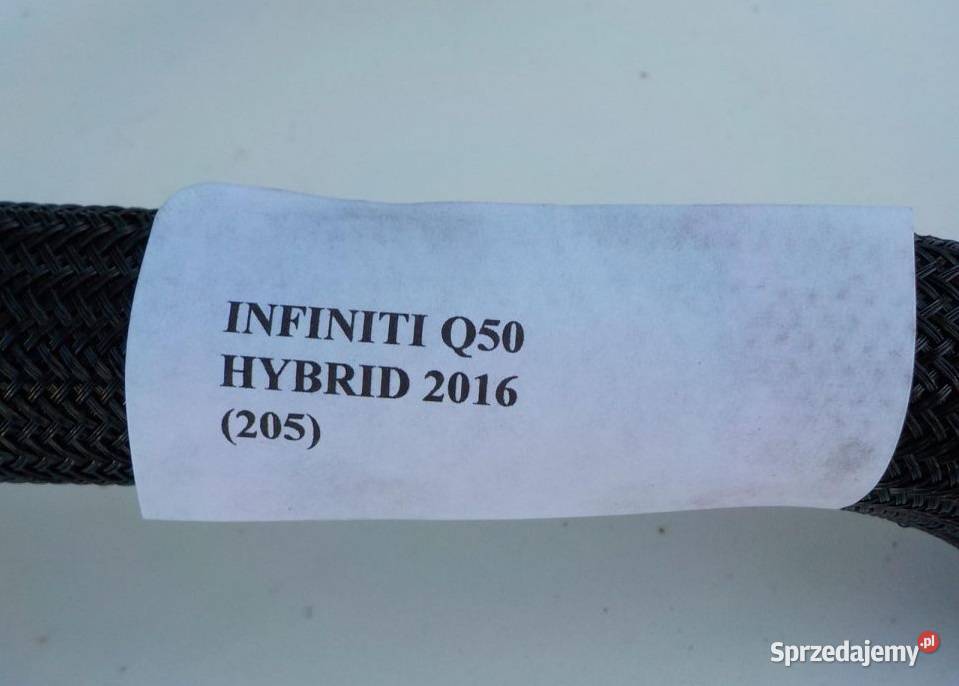 INFINITI Q50
HYBRID 2016
(205)
Sprzedajemy.pl